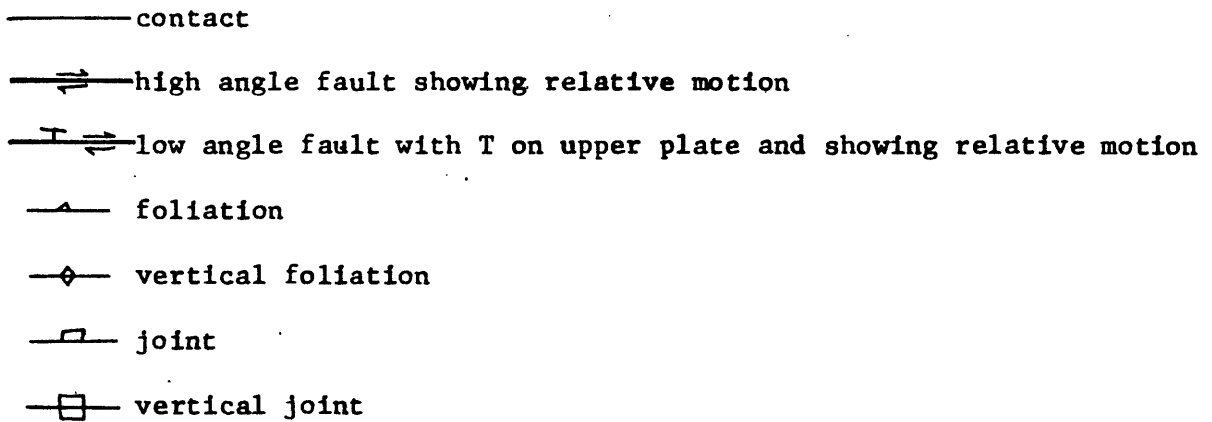 contact
high angle fault showing relative motion
low angle fault with T on upper plate and showing relative motion
foliation
vertical foliation
joint
vertical joint